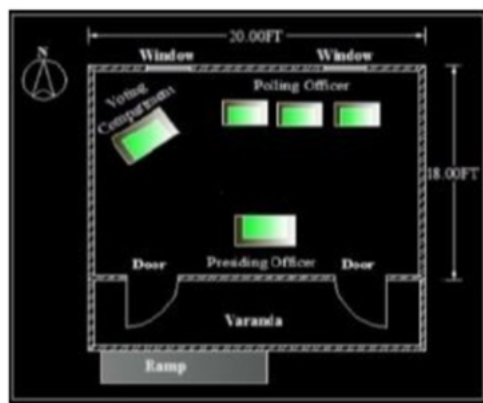 20.00FT
N
Window
Window
Voting
Compartment
Polling Officer
18.00FT
Door
Presiding Officer
Door
Varanda
Ramp